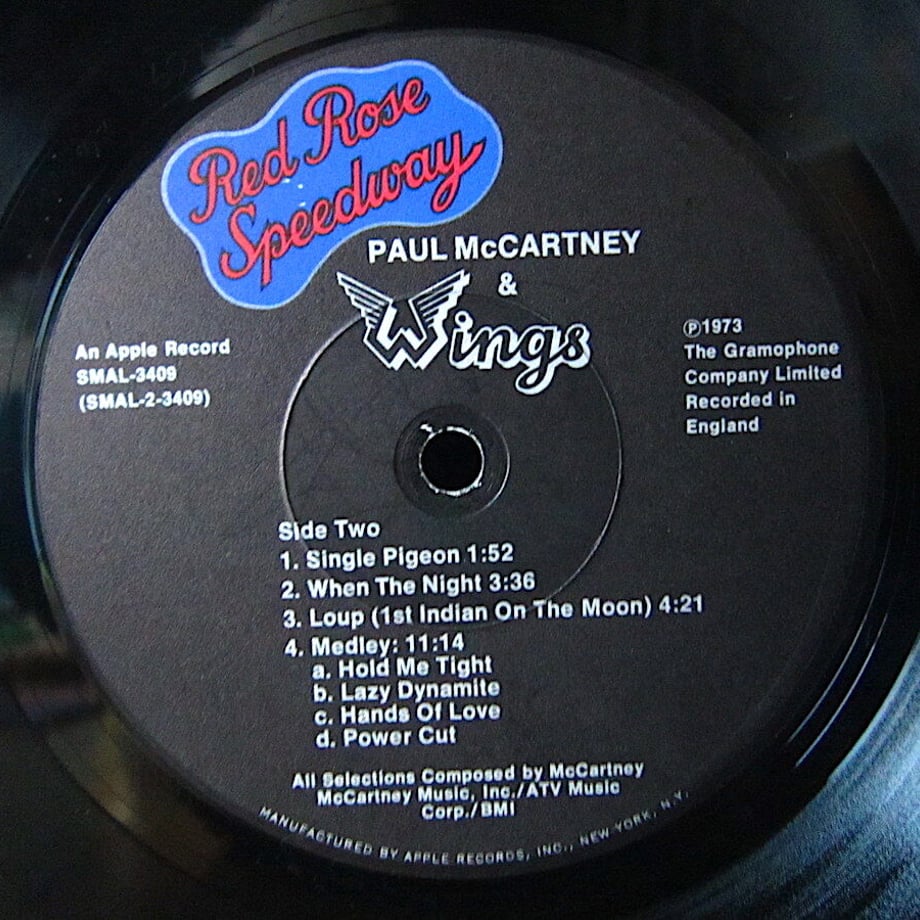 Red Rose
Speedway
PAUL McCARTNEY
&
Wings
An Apple Record
SMAL-3409
(SMAL-2-3409)
℗1973
The Gramophone
Company Limited
Recorded in
England
Side Two
1. Single Pigeon 1:52
2. When The Night 3:36
3. Loup (1st Indian On The Moon) 4:21
4. Medley: 11:14
a. Hold Me Tight
b. Lazy Dynamite
c. Hands Of Love
d. Power Cut
All Selections Composed by McCartney
McCartney Music, Inc./ATV Music
Corp./BMI
MANUFACTURED BY APPLE RECORDS, INC., NEW YORK, N.Y.